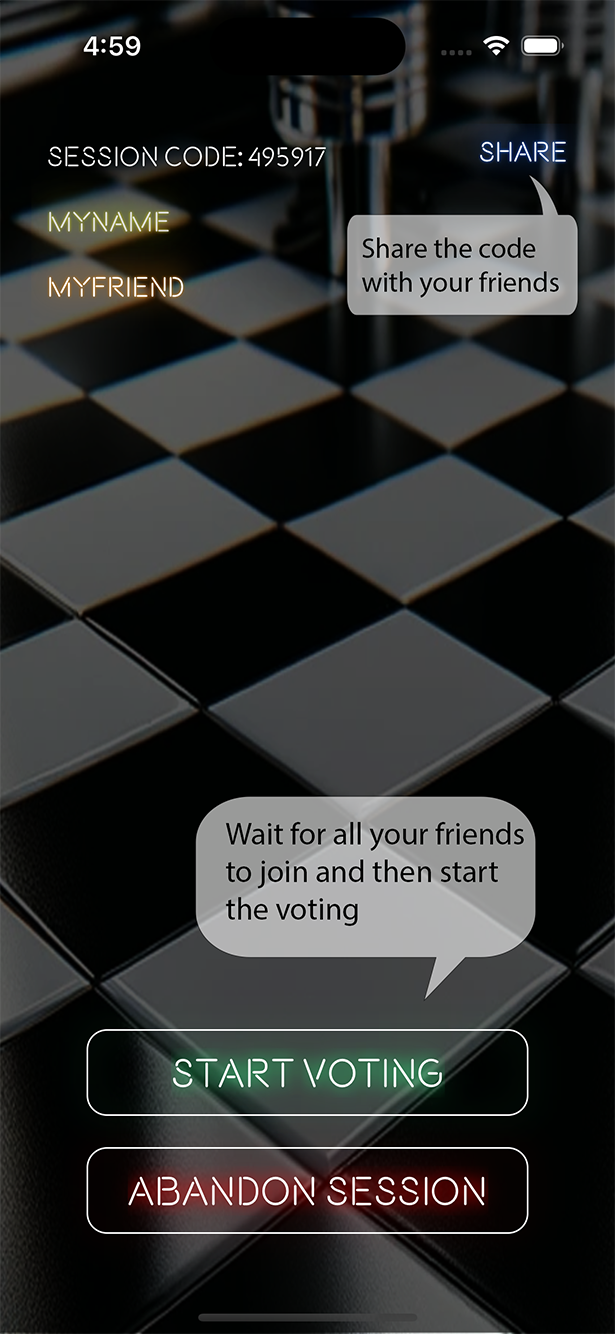 4:59
SESSION CODE: 495917
SHARE
MYNAME
MYFRIEND
Share the code
with your friends
Wait for all your friends
to join and then start
the voting
START VOTING
ABANDON SESSION